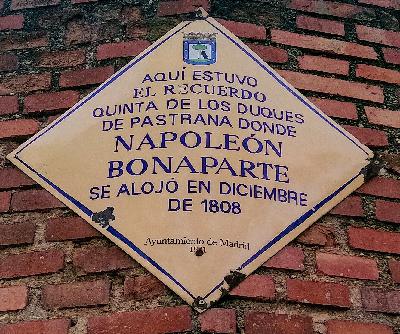 AQUÍ ESTUVO
EL RECUERDO
QUINTA DE LOS DUQUES
DE PASTRANA DONDE
NAPOLEÓN
BONAPARTE
SE ALOJÓ EN DICIEMBRE
DE 1808
Ayuntamiento de Madrid